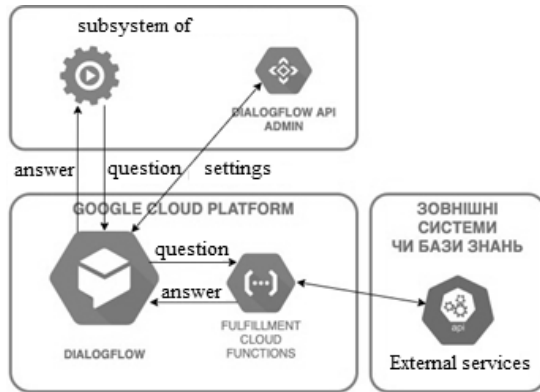 subsystem of
DIALOGFLOW API
ADMIN
answer
question
settings
GOOGLE CLOUD PLATFORM
question
answer
DIALOGFLOW
FULFILLMENT
CLOUD
FUNCTIONS
ЗОВНІШНІ
СИСТЕМИ
ЧИ БАЗИ ЗНАНЬ
api
External services